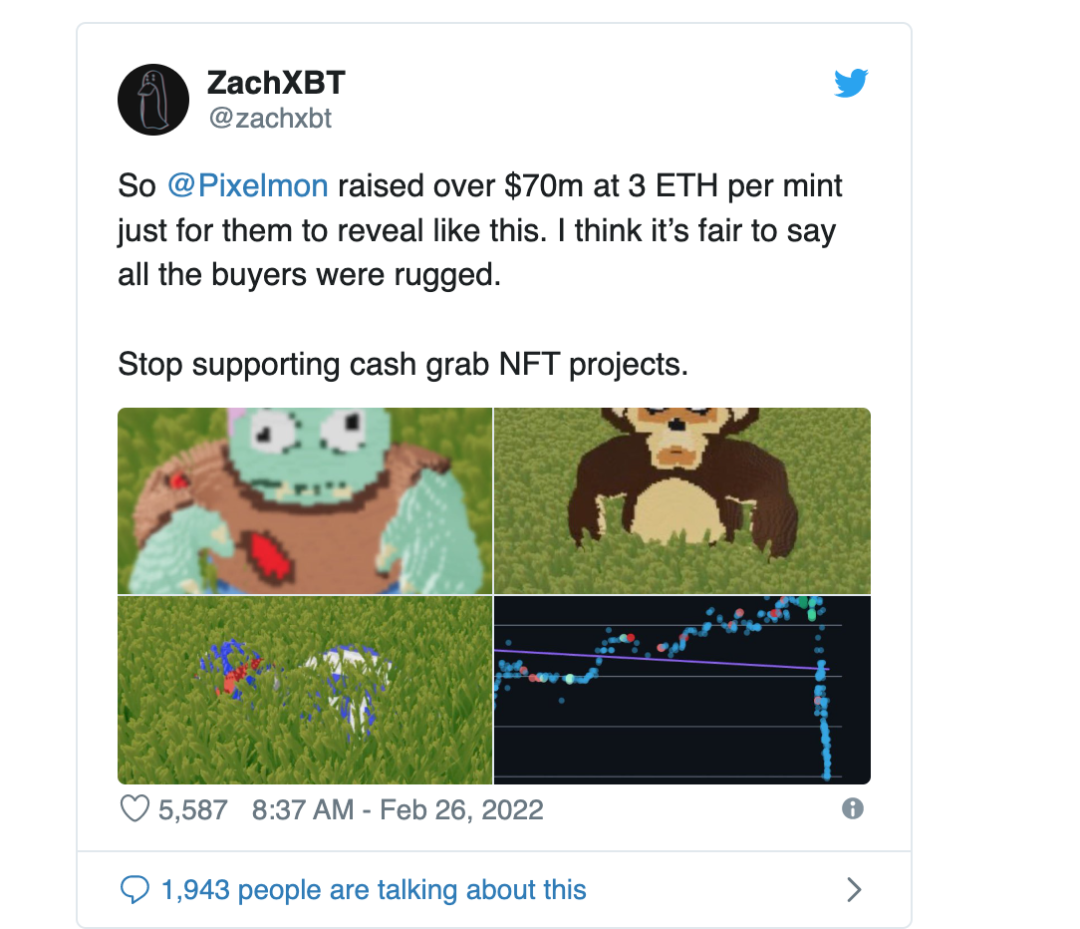 ZachXBT
@zachxbt
So @Pixelmon raised over $70m at 3 ETH per mint
just for them to reveal like this. I think it’s fair to say
all the buyers were rugged.
Stop supporting cash grab NFT projects.
5,587 8:37 AM - Feb 26, 2022
1,943 people are talking about this